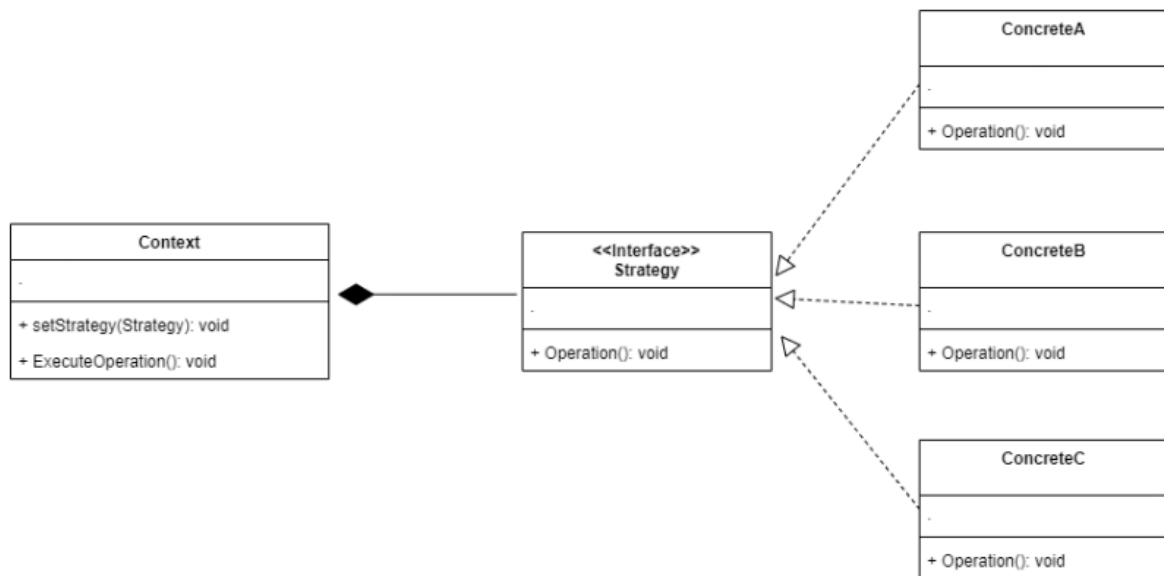 Context
-
+ setStrategy(Strategy): void
+ ExecuteOperation(): void
<<Interface>>
Strategy
-
+ Operation(): void
ConcreteA
-
+ Operation(): void
ConcreteB
-
+ Operation(): void
ConcreteC
-
+ Operation(): void